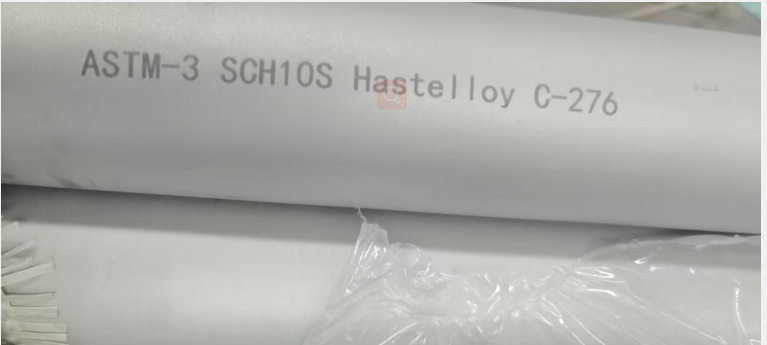 ASTM-3 SCH10S Hastelloy C-276